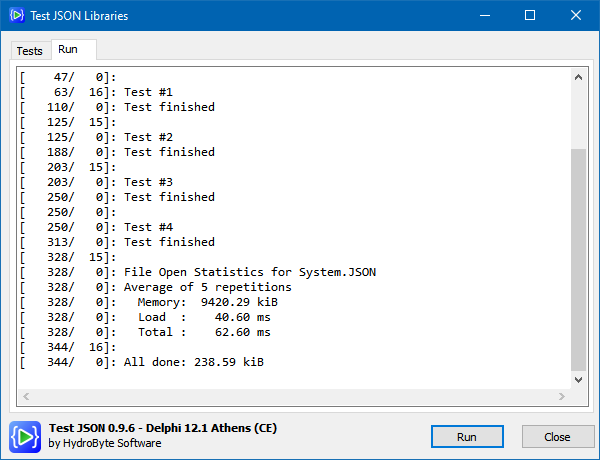 Test JSON Libraries
Tests
Run
[    47/   0]:
[    63/  16]: Test #1
[   110/   0]: Test finished
[   125/  15]:
[   125/   0]: Test #2
[   188/   0]: Test finished
[   203/  15]:
[   203/   0]: Test #3
[   250/   0]: Test finished
[   250/   0]:
[   250/   0]: Test #4
[   313/   0]: Test finished
[   328/  15]:
[   328/   0]: File Open Statistics for System.JSON
[   328/   0]: Average of 5 repetitions
[   328/   0]:   Memory:  9420.29 kiB
[   328/   0]:   Load  :    40.60 ms
[   328/   0]:   Total :    62.60 ms
[   344/  16]:
[   344/   0]: All done: 238.59 kiB
Test JSON 0.9.6 - Delphi 12.1 Athens (CE)
by HydroByte Software
Run
Close